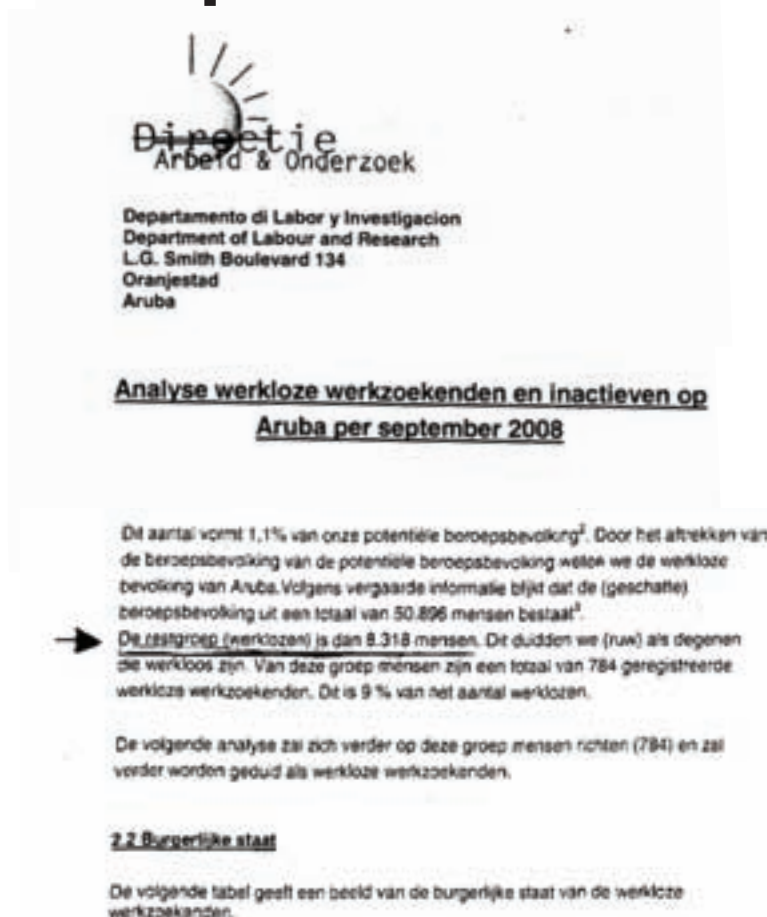 Directie
Arbeid & Onderzoek
Departamento di Labor y Investigacion
Department of Labour and Research
L.G. Smith Boulevard 134
Oranjestad
Aruba
Analyse werkloze werkzoekenden en inactieven op
Aruba per september 2008
Dit aantal vormt 1,1% van onze potentiële beroepsbevolking². Door het aftrekken van
de beroepsbevolking van de potentiële beroepsbevolking weten we de werkloze
bevolking van Aruba. Volgens vergaarde informatie blijkt dat de (geschatte)
beroepsbevolking uit een totaal van 50.896 mensen bestaat³.
De restgroep (werklozen) is dan 8.318 mensen. Dit duidden we (ruw) als degenen
die werkloos zijn. Van deze groep mensen zijn een totaal van 784 geregistreerde
werkloze werkzoekenden. Dit is 9 % van het aantal werklozen.
De volgende analyse zal zich verder op deze groep mensen richten (784) en zal
verder worden geduid als werkloze werkzoekenden.
2.2 Burgerlijke staat
De volgende tabel geeft een beeld van de burgerlijke staat van de werkloze
werkzoekanden.